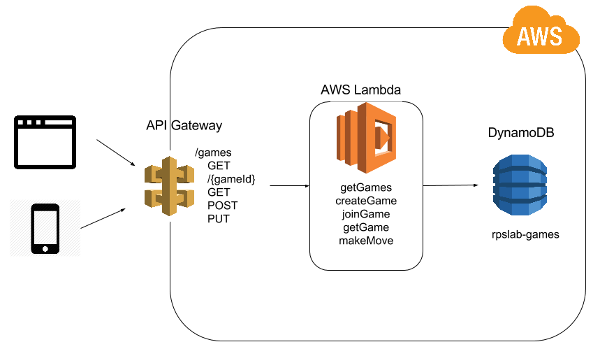 AWS
AWS Lambda
API Gateway
/games
GET
/{gameId}
GET
POST
PUT
getGames
createGame
joinGame
getGame
makeMove
DynamoDB
rpslab-games